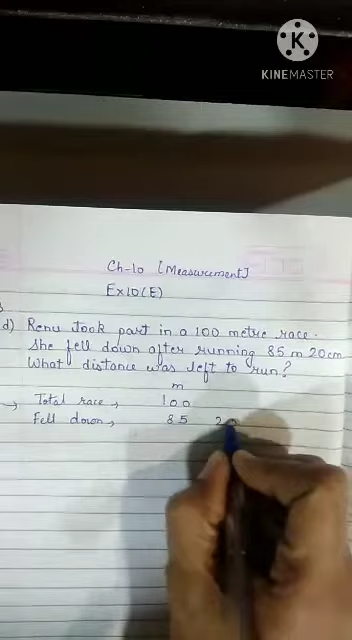 KINEMASTER
Ch-10 [Measurement]
Ex10(E)
d) Renu took part in a 100 metre race.
She fell down after running 85 m 20cm
What distance was left to run?
m
→ Total race, 100
Fell down, 85 20